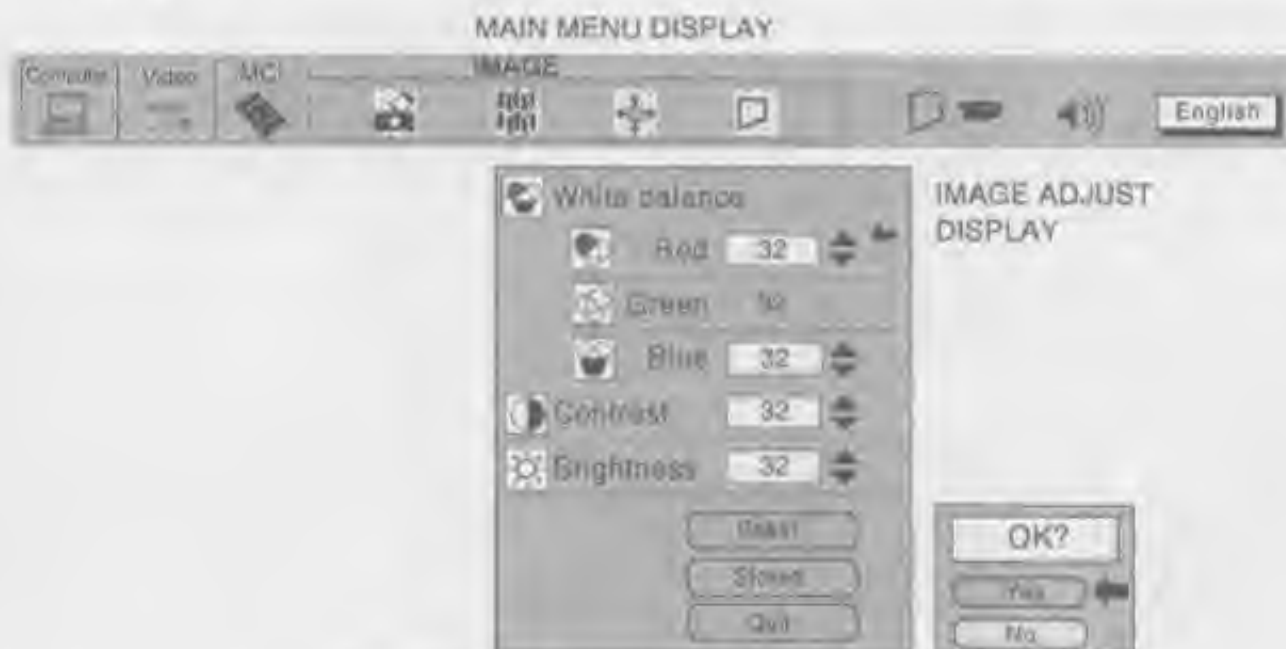 MAIN MENU DISPLAY
Computer Video MCI IMAGE
English
White balance
IMAGE ADJUST
DISPLAY
Red 32
Green
Blue 32
Contrast 32
Brightness 32
Reset
Stored
Quit
OK?
Yes
No